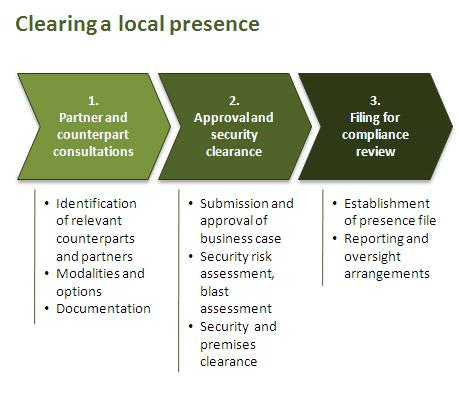 Clearing a local presence
1.
Partner and
counterpart
consultations
2.
Approval and
security
clearance
3.
Filing for
compliance
review
• Identification
of relevant
counterparts
and partners
• Modalities and
options
• Documentation
• Submission and
approval of
business case
• Security risk
assessment,
blast
assessment
• Security and
premises
clearance
• Establishment
of presence file
• Reporting and
oversight
arrangements